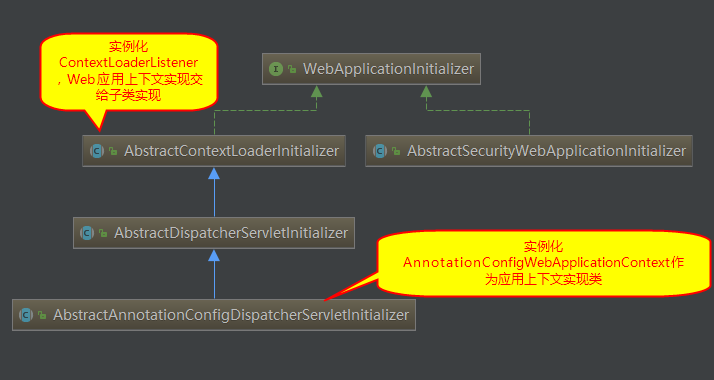 实例化
ContextLoaderListener
，Web应用上下文实现交
给子类实现
I WebApplicationInitializer
C AbstractContextLoaderInitializer
C AbstractSecurityWebApplicationInitializer
C AbstractDispatcherServletInitializer
实例化
AnnotationConfigWebApplicationContext作
为应用上下文实现类
C AbstractAnnotationConfigDispatcherServletInitializer